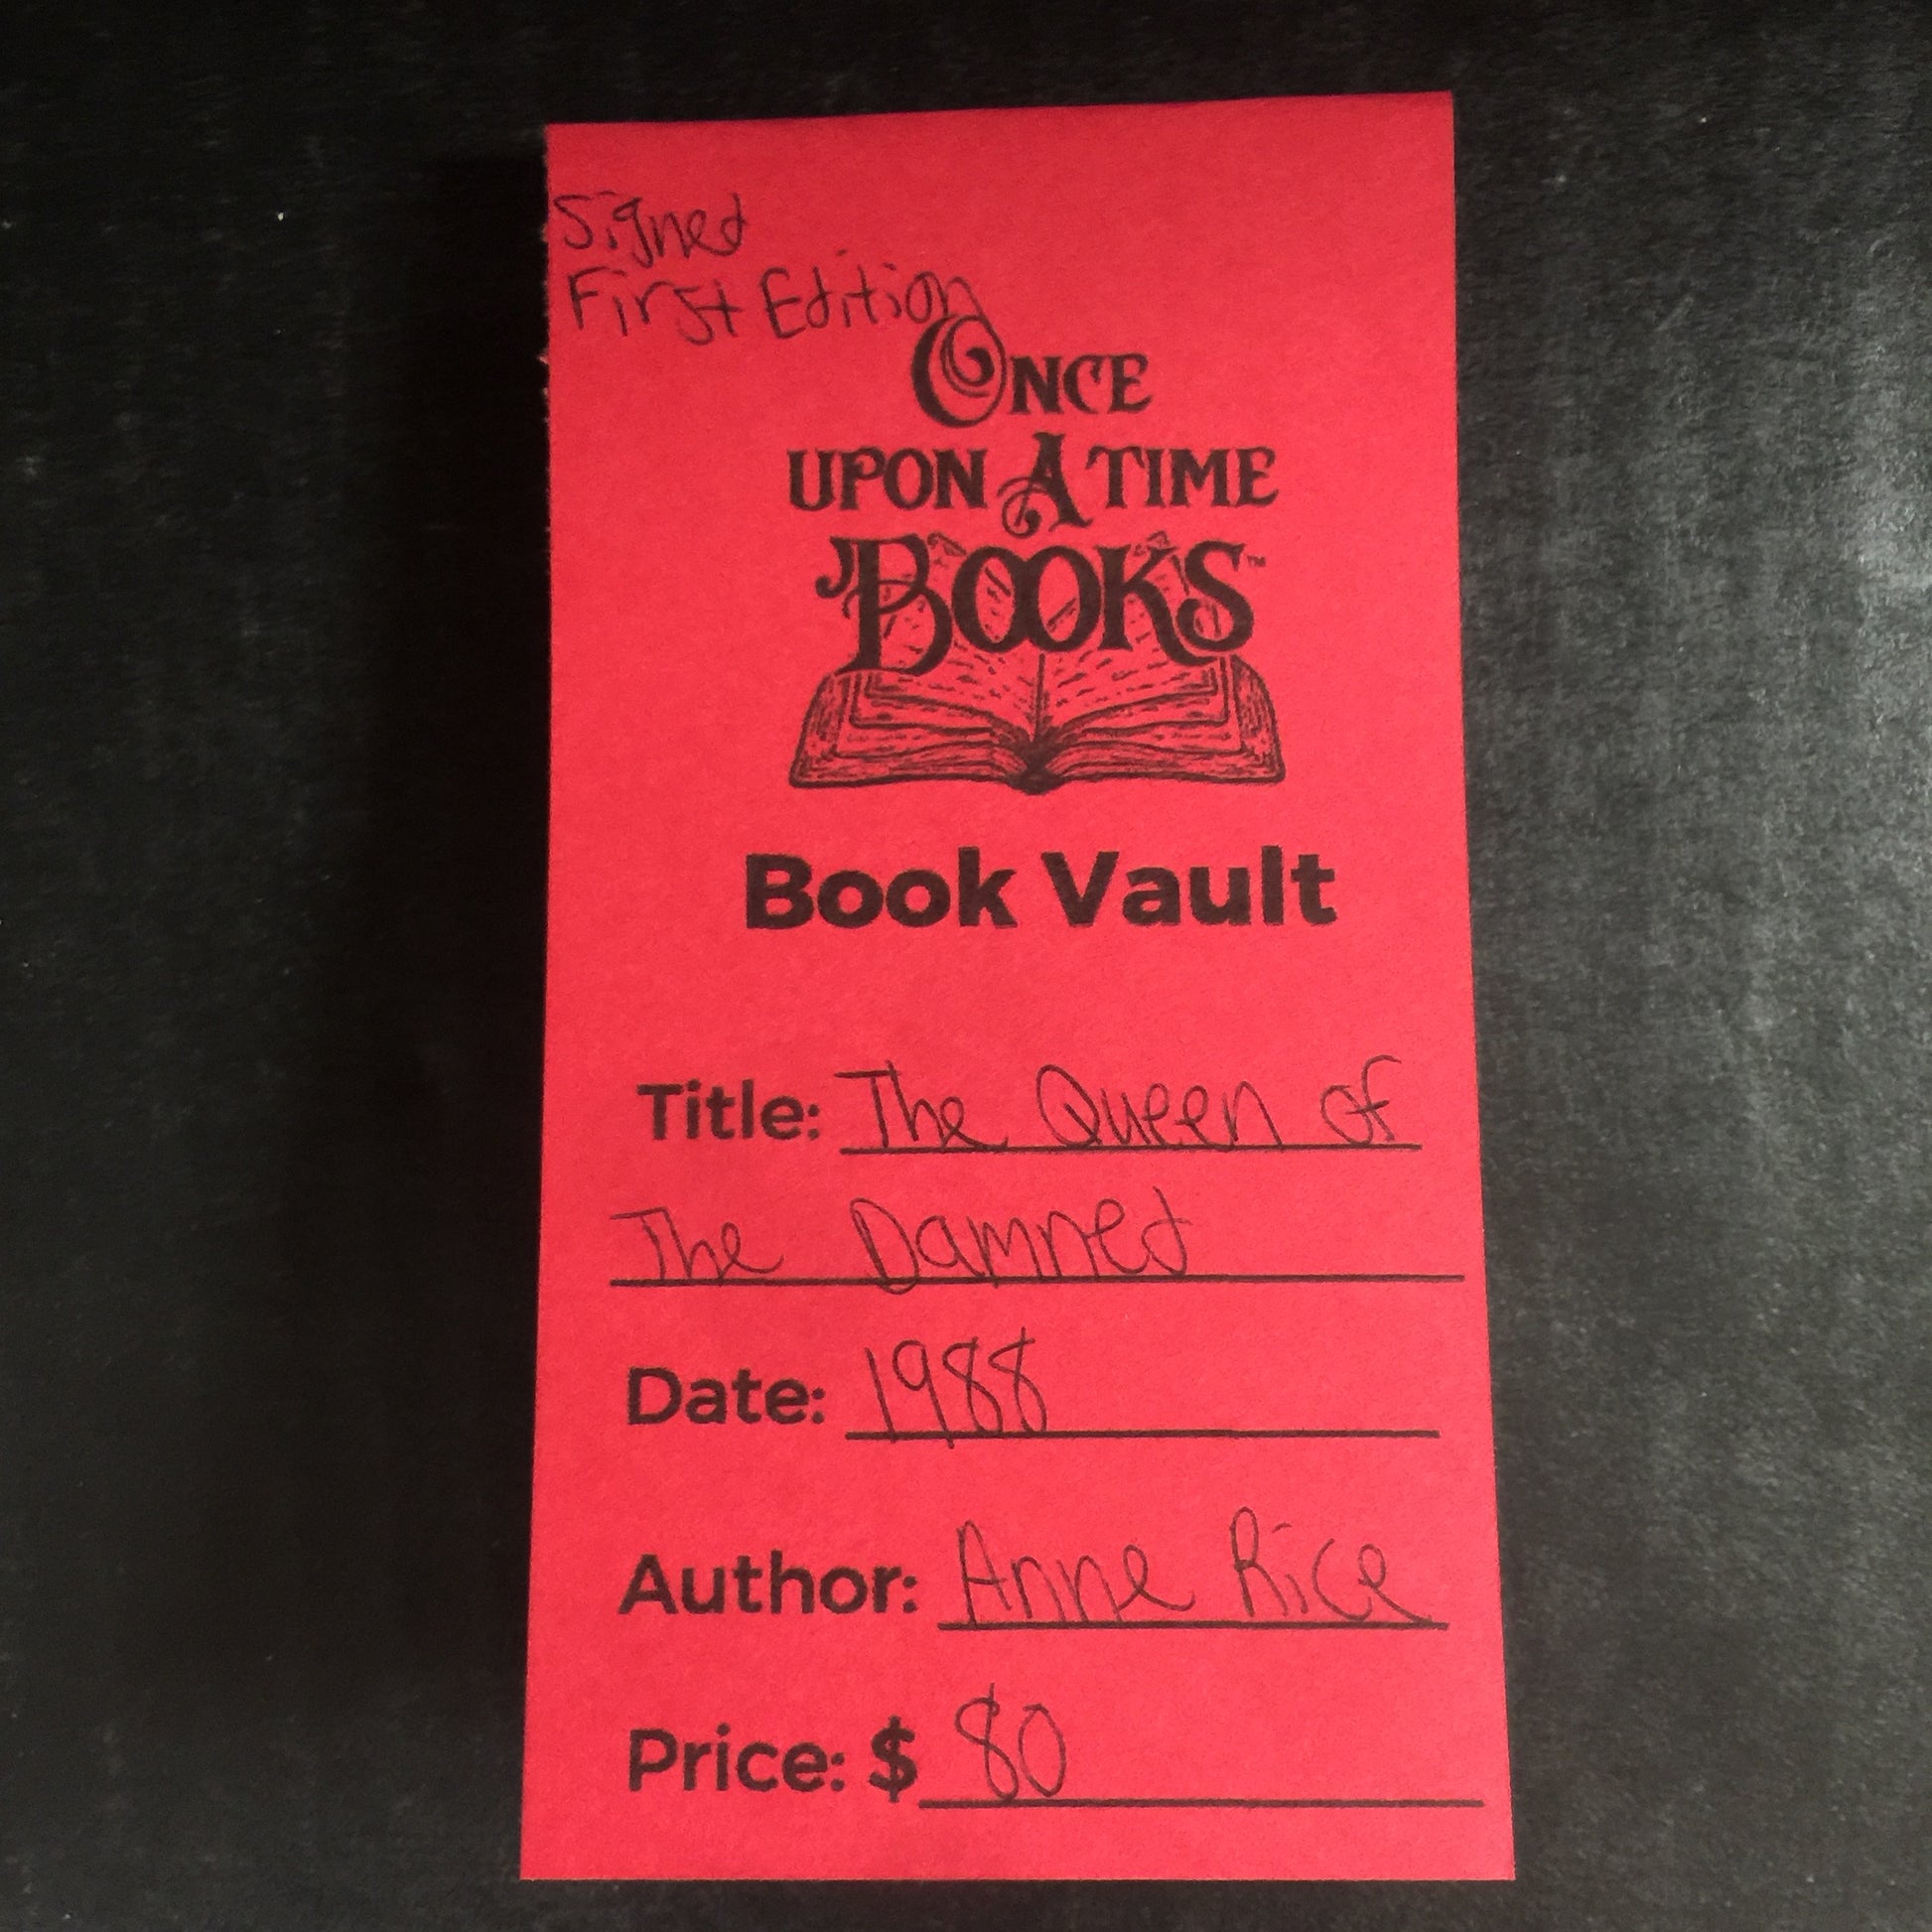 Signed
First Edition
ONCE
UPON A TIME
BOOKS™
Book Vault
Title: The Queen of
The Damned
Date: 1988
Author: Anne Rice
Price: $ 80